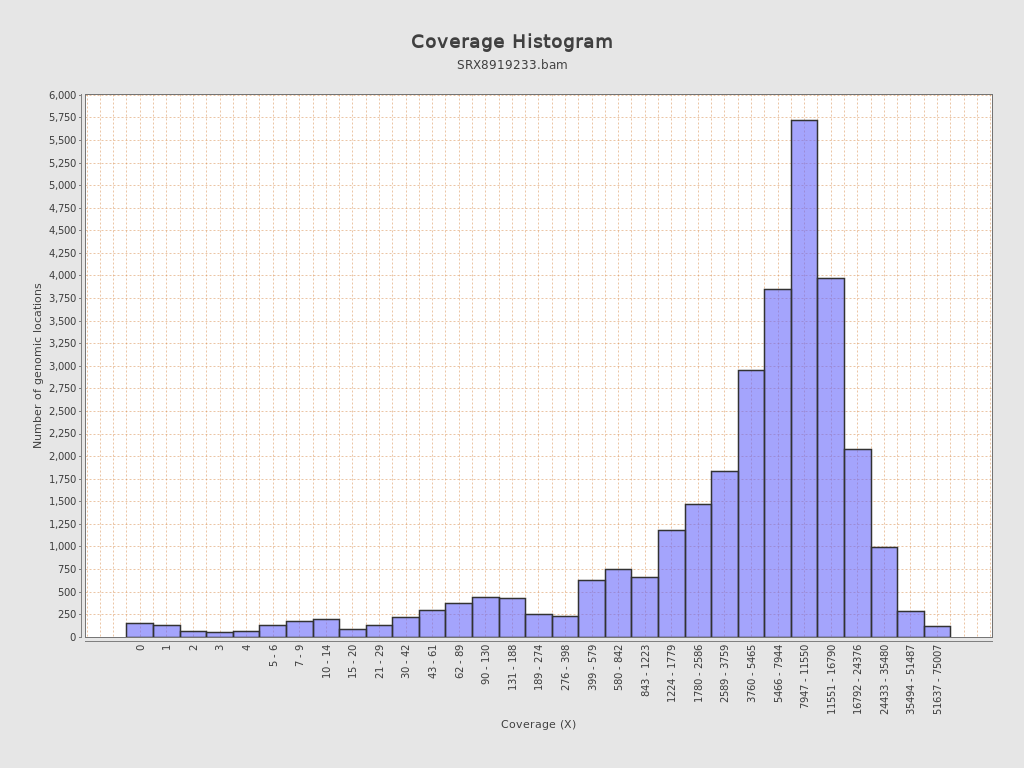 Coverage Histogram
SRX8919233.bam
6,000
5,750
5,500
5,250
5,000
4,750
4,500
4,250
4,000
3,750
3,500
3,250
3,000
2,750
2,500
2,250
2,000
1,750
1,500
1,250
1,000
750
500
250
0
Number of genomic locations
0
1
2
3
4
5 - 6
7 - 9
10 - 14
15 - 20
21 - 29
30 - 42
43 - 61
62 - 89
90 - 130
131 - 188
189 - 274
276 - 398
399 - 579
580 - 842
843 - 1223
1224 - 1779
1780 - 2586
2589 - 3759
3760 - 5465
5466 - 7944
7947 - 11550
11551 - 16790
16792 - 24376
24433 - 35480
35494 - 51487
51637 - 75007
Coverage (X)